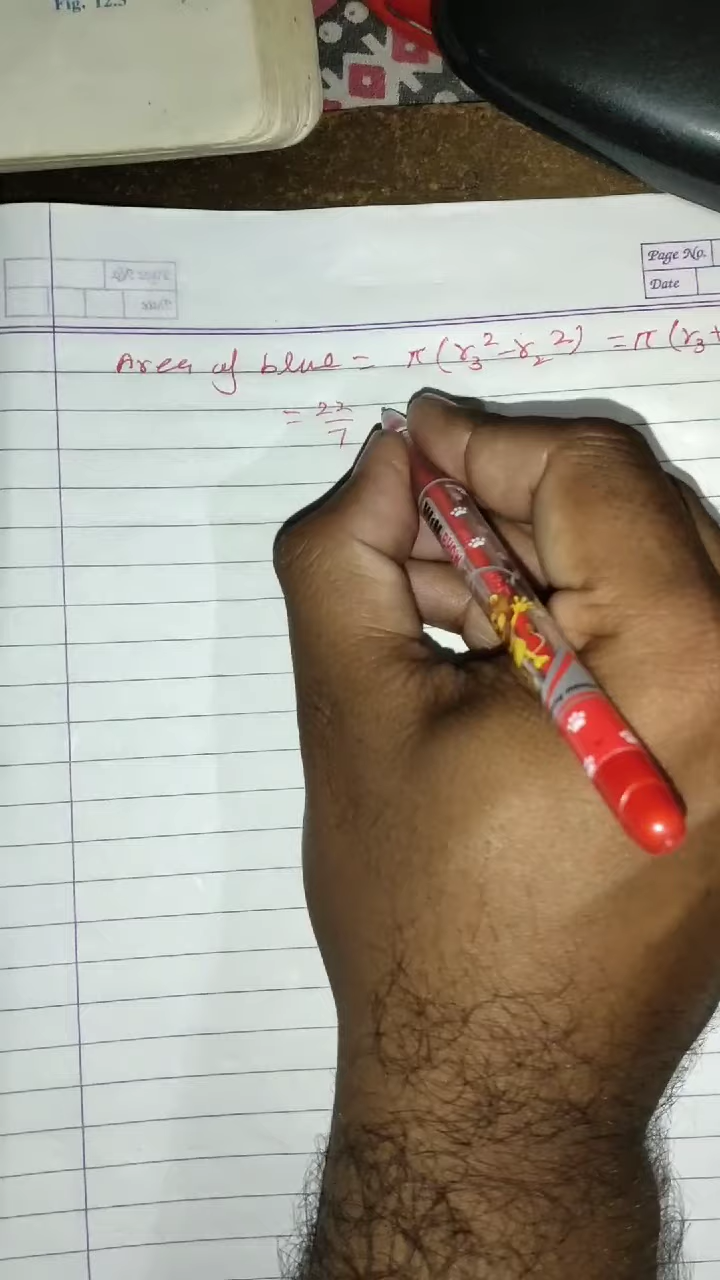 Fig. 12.3
Page No.
Date
Area of blue = π(r₃² - r₂²) = π(r₃+
= 22/7